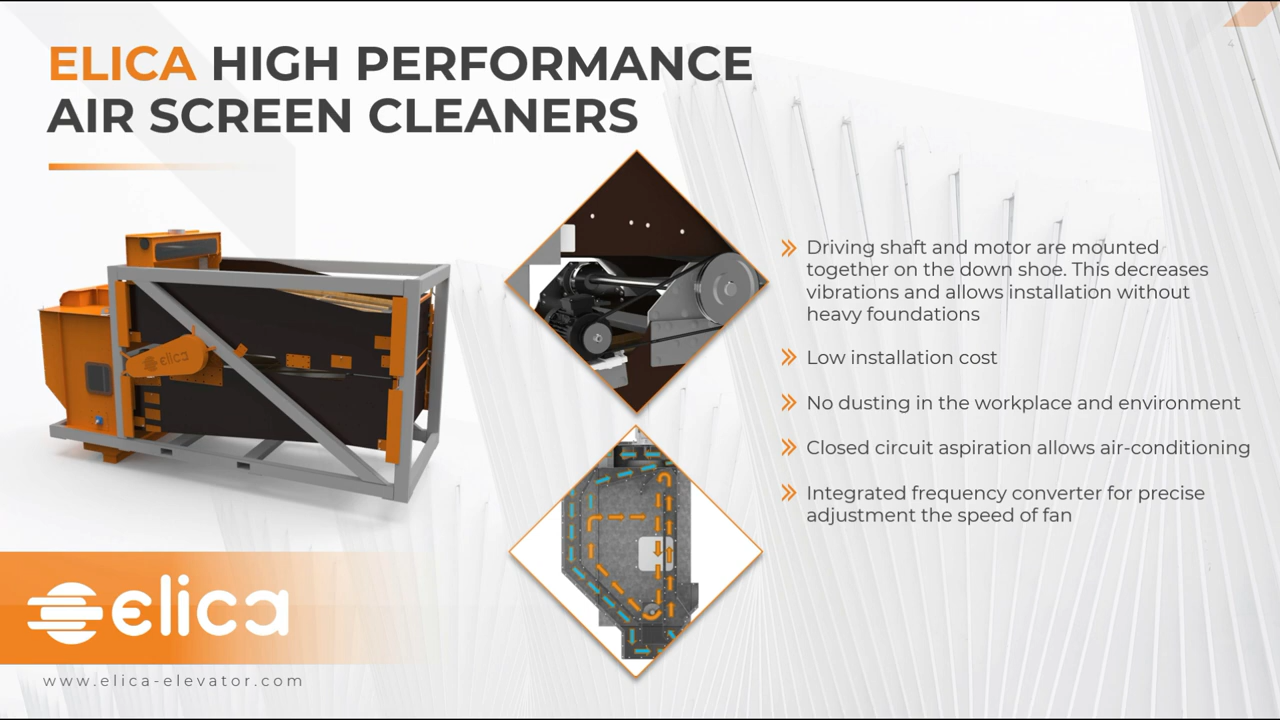 ELICA HIGH PERFORMANCE
AIR SCREEN CLEANERS
elica
Driving shaft and motor are mounted
together on the down shoe. This decreases
vibrations and allows installation without
heavy foundations
Low installation cost
No dusting in the workplace and environment
Closed circuit aspiration allows air-conditioning
Integrated frequency converter for precise
adjustment the speed of fan
elica
www.elica-elevator.com